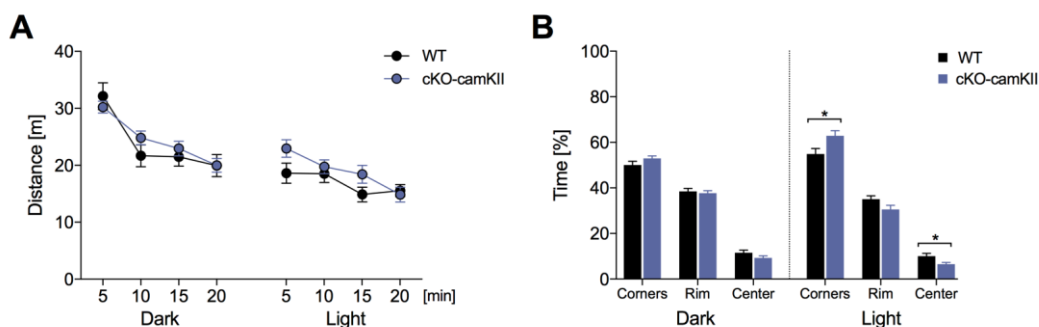 A
Distance [m]
40
30
20
10
0
WT
cKO-camKII
5 10 15 20 5 10 15 20 [min]
Dark Light
B
Time [%]
100
80
60
40
20
0
WT
cKO-camKII
*
*
Corners Rim Center Corners Rim Center
Dark Light